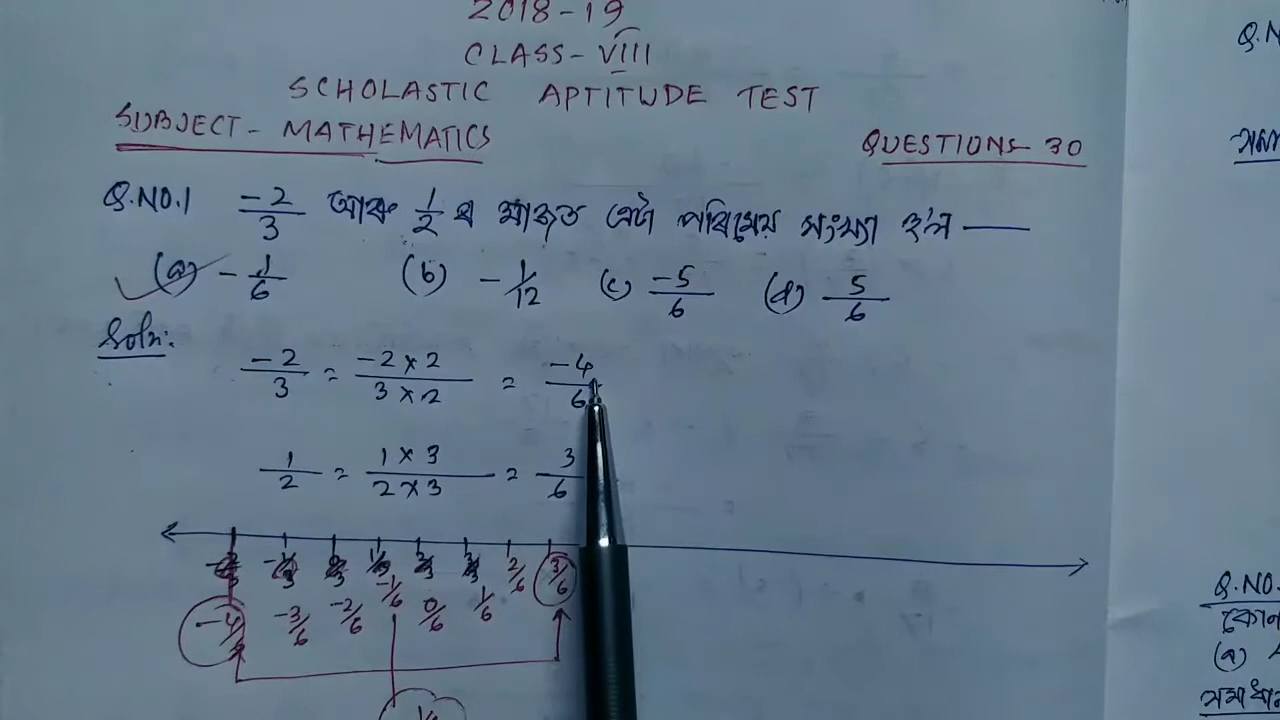 2018-19
CLASS-VIII
SCHOLASTIC APTITUDE TEST
SUBJECT- MATHEMATICS QUESTIONS- 30
Q.NO.1 -2/3 আৰু 1/2 ৰ মাজত এটা পৰিমেয় সংখ্যা হ'ল —
(a) -1/6 (b) -1/12 (c) -5/6 (d) 5/6
Soln:
-2/3 = -2×2/3×2 = -4/6
1/2 = 1×3/2×3 = 3/6
2/6 3/6
-4/6 -3/6 -2/6 -1/6 0/6 1/6
Q.NO.
(a)